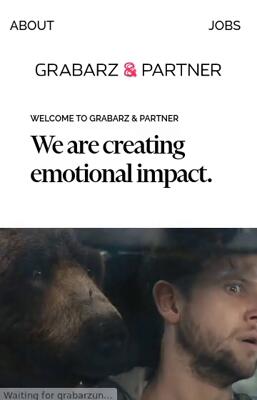 ABOUT JOBS
GRABARZ & PARTNER
WELCOME TO GRABARZ & PARTNER
We are creating
emotional impact.
Waiting for grabarzun...